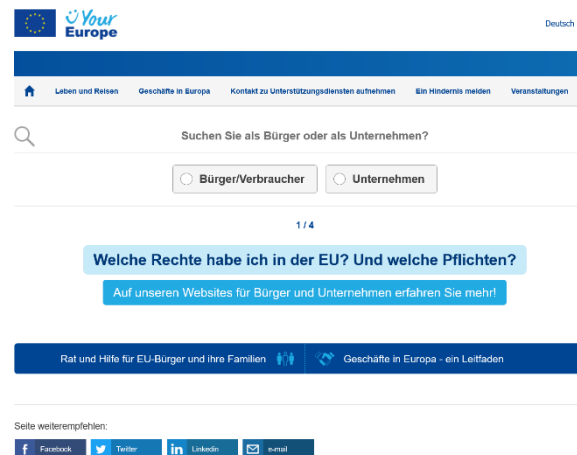 Your
Europe
Deutsch
Leben und Reisen Geschäfte in Europa Kontakt zu Unterstützungsdiensten aufnehmen Ein Hindernis melden Veranstaltungen
Suchen Sie als Bürger oder als Unternehmen?
Bürger/Verbraucher Unternehmen
1 / 4
Welche Rechte habe ich in der EU? Und welche Pflichten?
Auf unseren Websites für Bürger und Unternehmen erfahren Sie mehr!
Rat und Hilfe für EU-Bürger und ihre Familien Geschäfte in Europa - ein Leitfaden
Seite weiterempfehlen:
Facebook Twitter in Linkedin e-mail